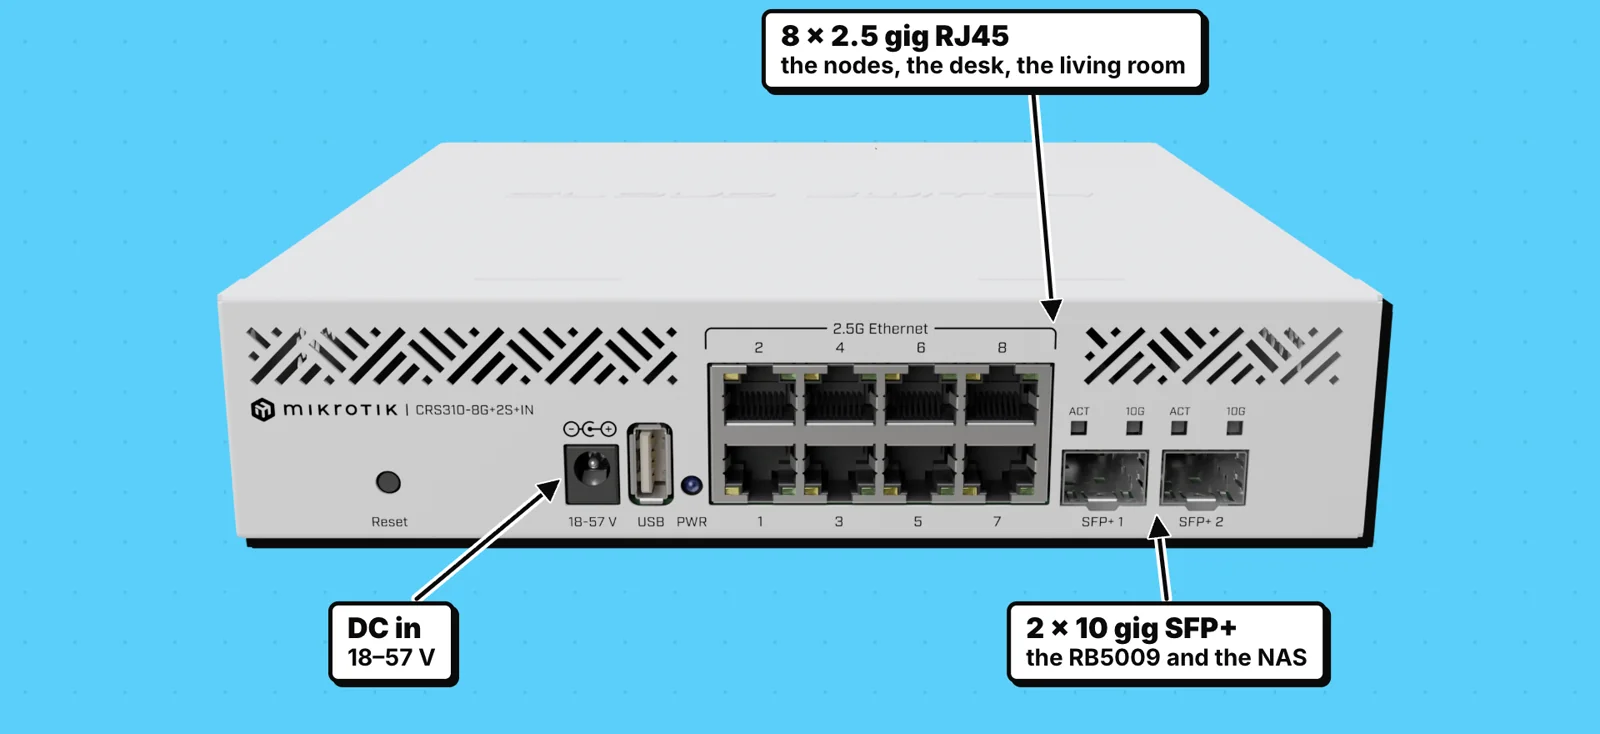 8 × 2.5 gig RJ45
the nodes, the desk, the living room
2.5G Ethernet
2 4 6 8
MIKROTIK | CRS310-8G+2S+IN
ACT 10G ACT 10G
Reset
18-57 V USB PWR
1 3 5 7
SFP+ 1 SFP+ 2
DC in
18–57 V
2 × 10 gig SFP+
the RB5009 and the NAS